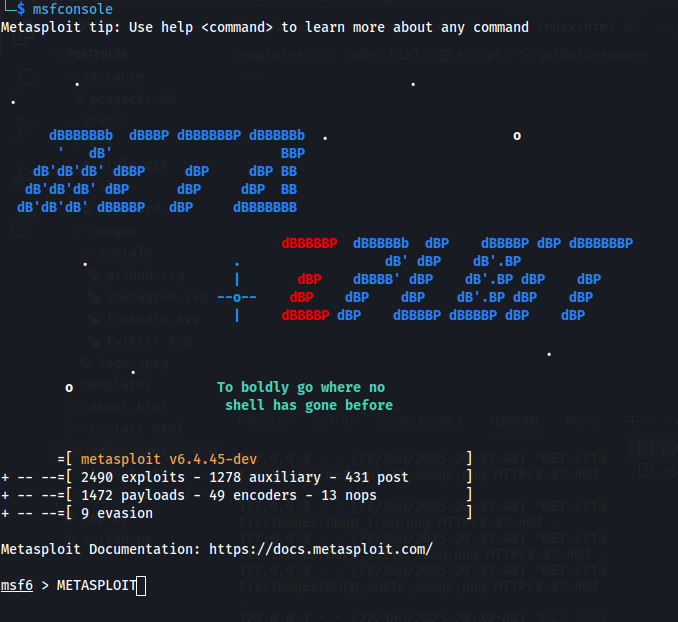 └─$ msfconsole
Metasploit tip: Use help <command> to learn more about any command
dBBBBBBb  dBBBP dBBBBBBP dBBBBBb  .                       o
 '   dB'                     BBP
dB'dB'dB' dBBP     dBP     dBP BB
dB'dB'dB' dBP      dBP     dBP  BB
dB'dB'dB' dBBBBP   dBP     dBBBBBBB
dBBBBBP  dBBBBBb  dBP    dBBBBP dBP dBBBBBBP
.                  dB' dBP    dB'.BP
|       dBP    dBBBB' dBP    dB'.BP dBP    dBP
--o--    dBP    dBP    dBP    dB'.BP dBP    dBP
|     dBBBBP dBP    dBBBBP dBBBBP dBP    dBP
o                  To boldly go where no
shell has gone before
=[ metasploit v6.4.45-dev                          ]
+ -- --=[ 2490 exploits - 1278 auxiliary - 431 post       ]
+ -- --=[ 1472 payloads - 49 encoders - 13 nops           ]
+ -- --=[ 9 evasion                                       ]
Metasploit Documentation: https://docs.metasploit.com/
msf6 > METASPLOIT